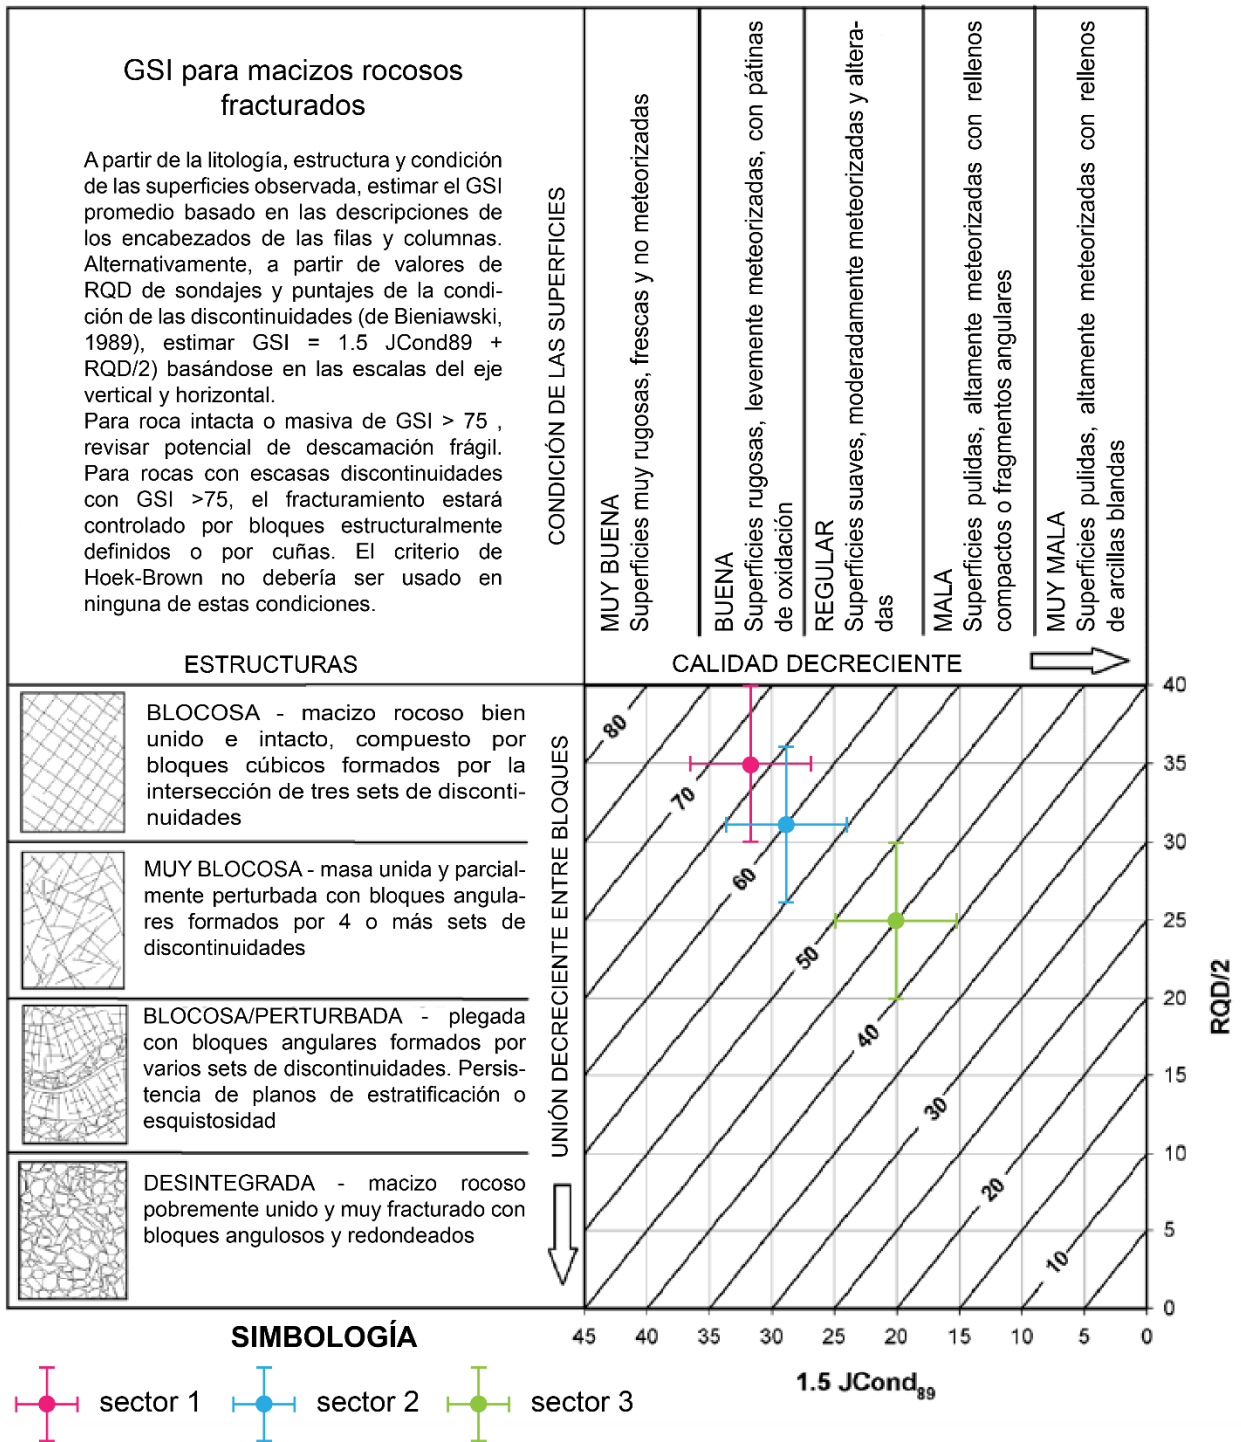 GSI para macizos rocosos
fracturados
A partir de la litología, estructura y condición
de las superficies observada, estimar el GSI
promedio basado en las descripciones de
los encabezados de las filas y columnas.
Alternativamente, a partir de valores de
RQD de sondajes y puntajes de la condi-
ción de las discontinuidades (de Bieniawski,
1989), estimar GSI = 1.5 JCond89 +
RQD/2) basándose en las escalas del eje
vertical y horizontal.
Para roca intacta o masiva de GSI > 75 ,
revisar potencial de descamación frágil.
Para rocas con escasas discontinuidades
con GSI >75, el fracturamiento estará
controlado por bloques estructuralmente
definidos o por cuñas. El criterio de
Hoek-Brown no debería ser usado en
ninguna de estas condiciones.
CONDICIÓN DE LAS SUPERFICIES
MUY BUENA
Superficies muy rugosas, frescas y no meteorizadas
BUENA
Superficies rugosas, levemente meteorizadas, con pátinas
de oxidación
REGULAR
Superficies suaves, moderadamente meteorizadas y altera-
das
MALA
Superficies pulidas, altamente meteorizadas con rellenos
compactos o fragmentos angulares
MUY MALA
Superficies pulidas, altamente meteorizadas con rellenos
de arcillas blandas
ESTRUCTURAS
CALIDAD DECRECIENTE
BLOCOSA - macizo rocoso bien
unido e intacto, compuesto por
bloques cúbicos formados por la
intersección de tres sets de disconti-
nuidades
MUY BLOCOSA - masa unida y parcial-
mente perturbada con bloques angula-
res formados por 4 o más sets de
discontinuidades
BLOCOSA/PERTURBADA - plegada
con bloques angulares formados por
varios sets de discontinuidades. Persis-
tencia de planos de estratificación o
esquistosidad
DESINTEGRADA - macizo rocoso
pobremente unido y muy fracturado con
bloques angulosos y redondeados
UNIÓN DECRECIENTE ENTRE BLOQUES
80
70
60
50
40
30
20
10
40
35
30
25
20
15
10
5
0
RQD/2
45 40 35 30 25 20 15 10 5 0
1.5 JCond89
SIMBOLOGÍA
sector 1 sector 2 sector 3